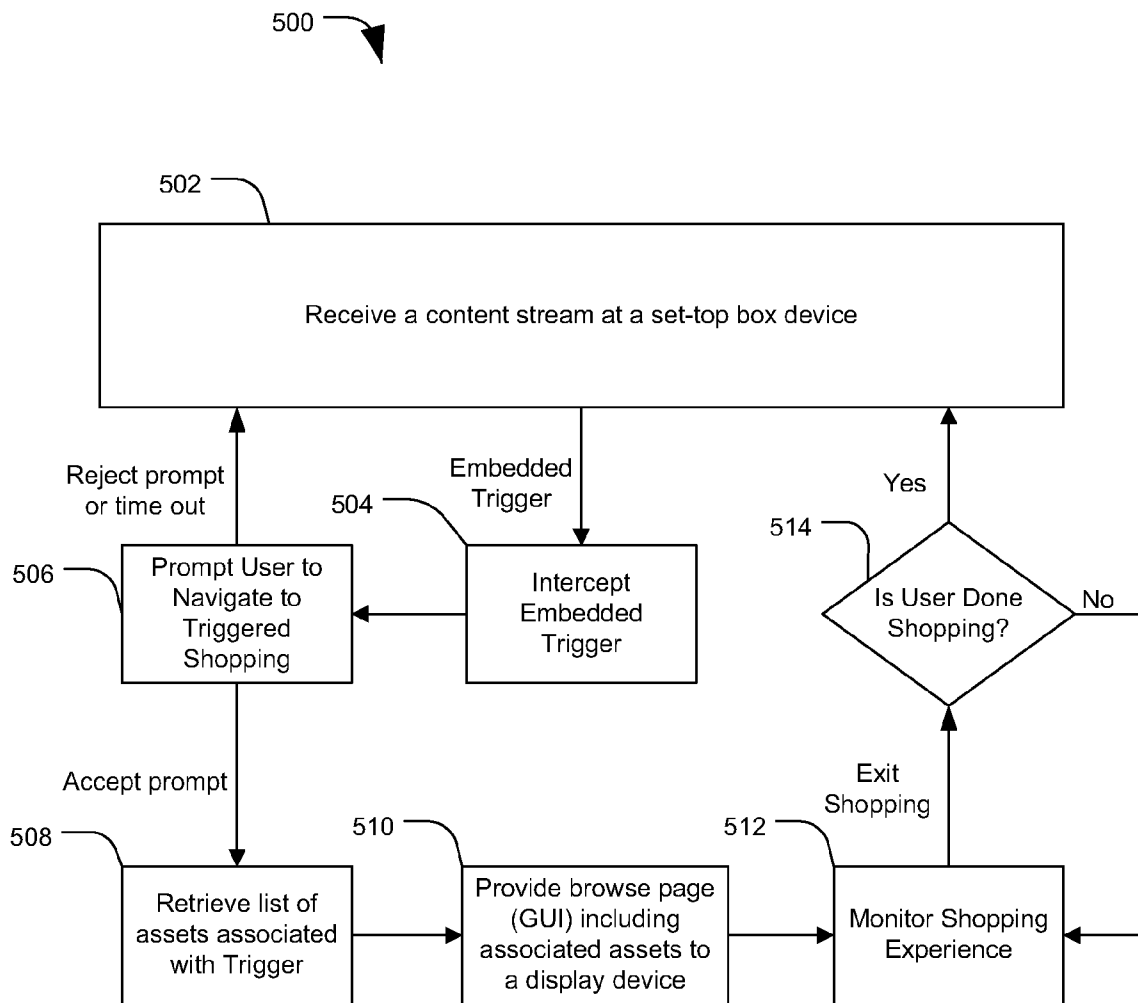 500
502
Receive a content stream at a set-top box device
Reject prompt
or time out
Embedded
Trigger
Yes
504
514
506
Prompt User to
Navigate to
Triggered
Shopping
Intercept
Embedded
Trigger
Is User Done
Shopping?
No
Accept prompt
Exit
Shopping
508
510
512
Retrieve list of
assets associated
with Trigger
Provide browse page
(GUI) including
associated assets to
a display device
Monitor Shopping
Experience